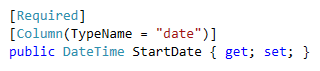 [Required]
[Column(TypeName = "date")]
public DateTime StartDate { get; set; }